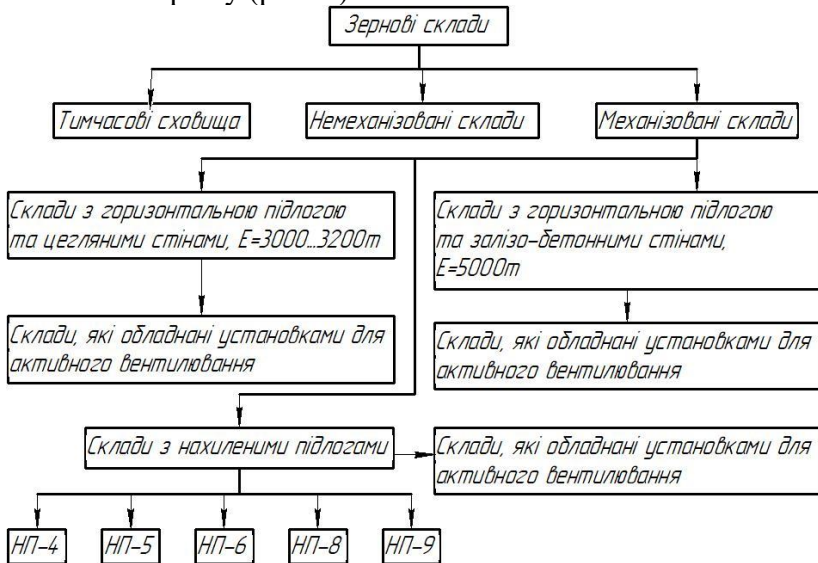 Зернові склади
Тимчасові сховища
Немеханізовані склади
Механізовані склади
Склади з горизонтальною підлогою
та цегляними стінами, Е=3000...3200т
Склади з горизонтальною підлогою
та залізо-бетонними стінами,
Е=5000т
Склади, які обладнані установками для
активного вентилювання
Склади, які обладнані установками для
активного вентилювання
Склади з нахиленими підлогами
Склади, які обладнані установками для
активного вентилювання
НП-4
НП-5
НП-6
НП-8
НП-9